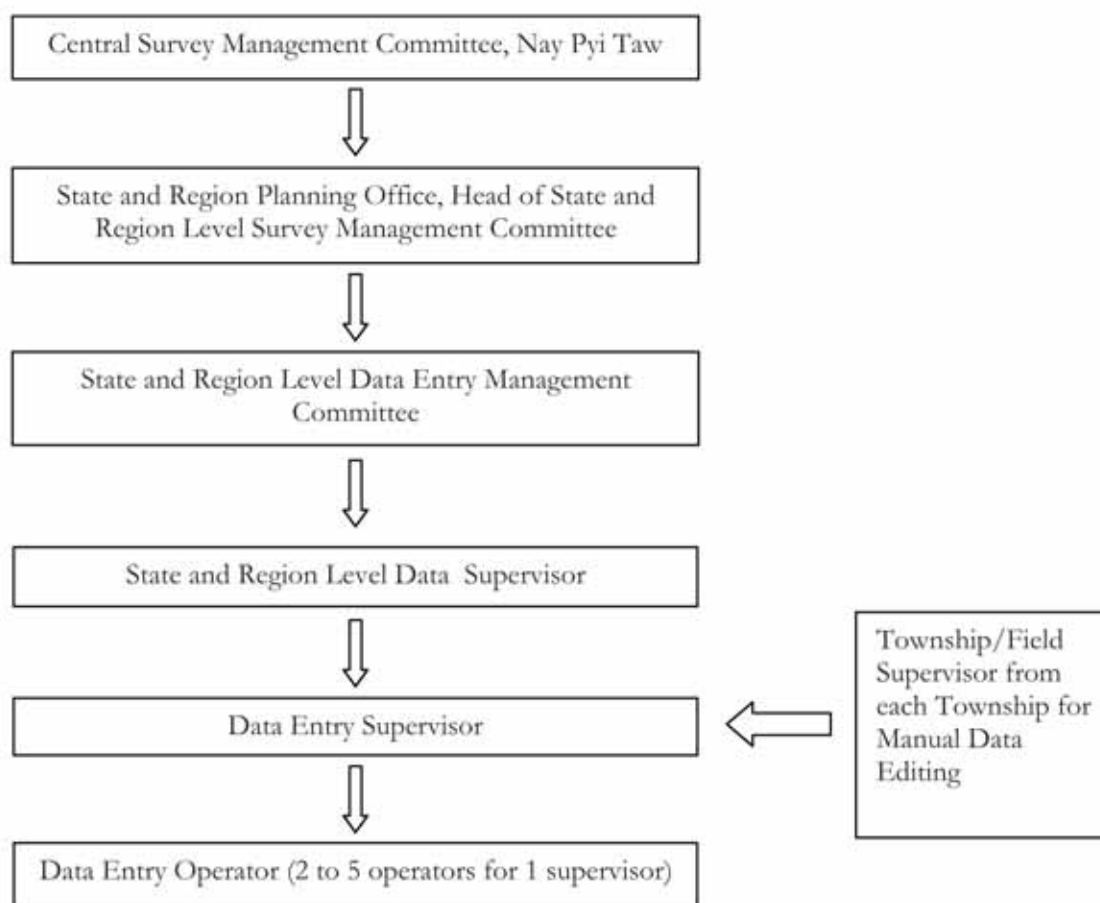 Central Survey Management Committee, Nay Pyi Taw
State and Region Planning Office, Head of State and
Region Level Survey Management Committee
State and Region Level Data Entry Management
Committee
State and Region Level Data  Supervisor
Township/Field
Supervisor from
each Township for
Manual Data
Editing
Data Entry Supervisor
Data Entry Operator (2 to 5 operators for 1 supervisor)